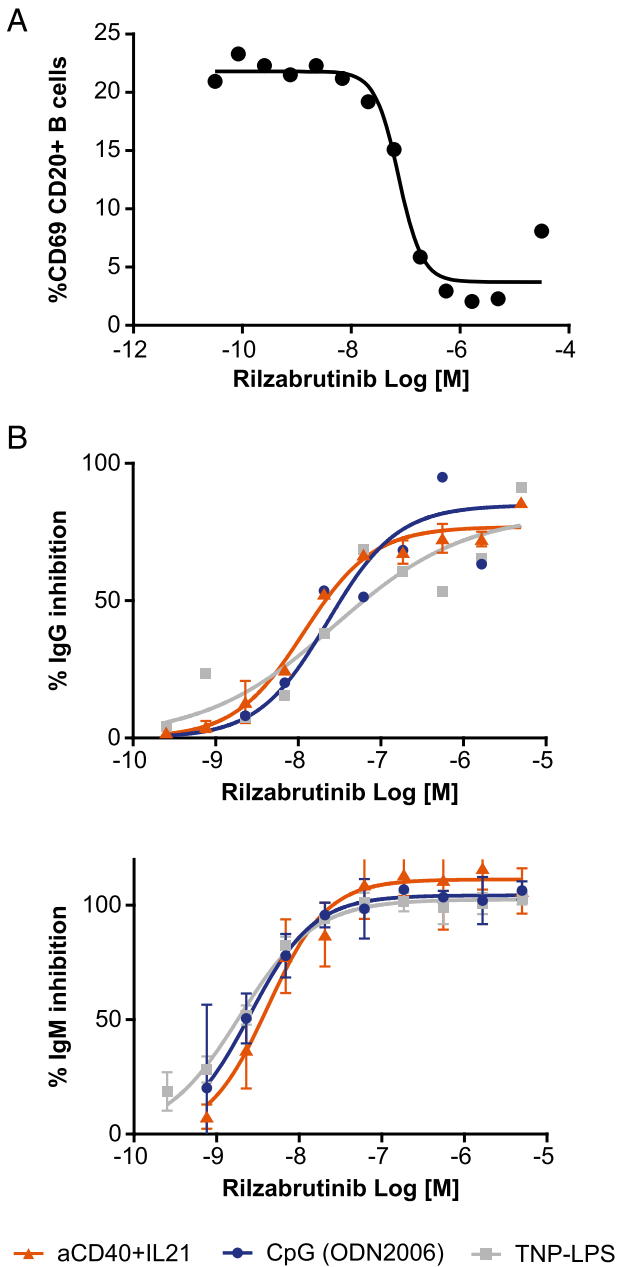 A
25
20
15
10
5
0
%CD69 CD20+ B cells
-12 -10 -8 -6 -4
Rilzabrutinib Log [M]
B
100
50
0
% IgG inhibition
-10 -9 -8 -7 -6 -5
Rilzabrutinib Log [M]
100
50
0
% IgM inhibition
-10 -9 -8 -7 -6 -5
Rilzabrutinib Log [M]
aCD40+IL21 CpG (ODN2006) TNP-LPS